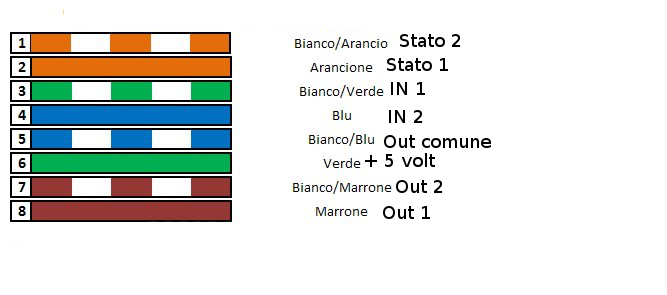 1 Bianco/Arancio Stato 2
2 Arancione Stato 1
3 Bianco/Verde IN 1
4 Blu IN 2
5 Bianco/Blu Out comune
6 Verde + 5 volt
7 Bianco/Marrone Out 2
8 Marrone Out 1